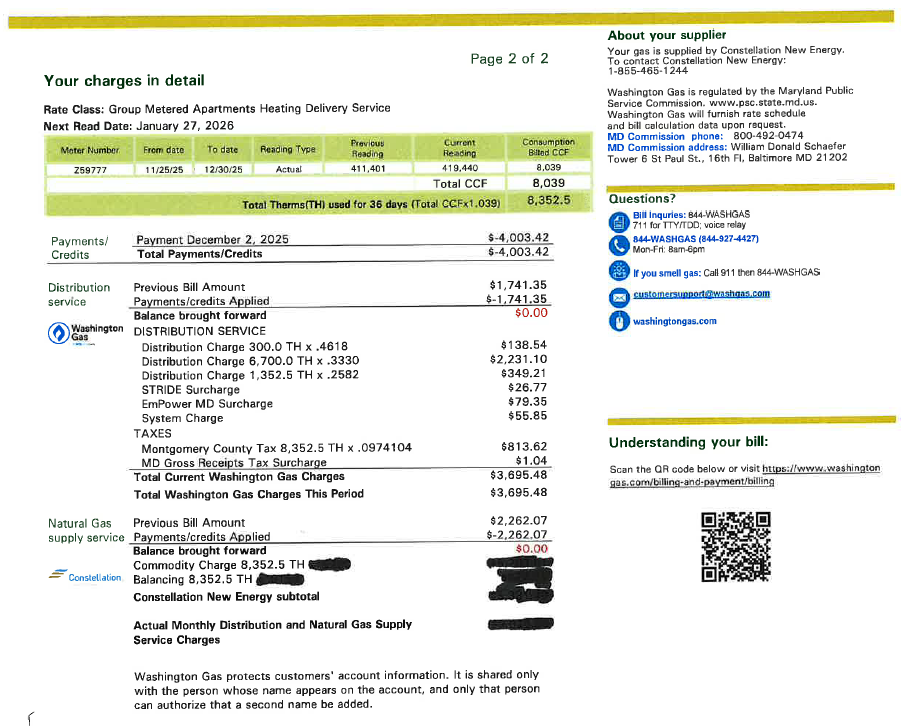 Page 2 of 2
Your charges in detail
Rate Class: Group Metered Apartments Heating Delivery Service
Next Read Date: January 27, 2026
Meter Number From date To date Reading Type Previous Reading Current Reading Consumption Billed CCF
Z59777 11/25/25 12/30/25 Actual 411,401 419,440 8,039
Total CCF 8,039
Total Therms(TH) used for 36 days (Total CCFx1.039) 8,352.5
Payments/
Credits
Payment December 2, 2025 $-4,003.42
Total Payments/Credits $-4,003.42
Distribution
service
Washington
Gas
Previous Bill Amount $1,741.35
Payments/credits Applied $-1,741.35
Balance brought forward $0.00
DISTRIBUTION SERVICE
Distribution Charge 300.0 TH x .4618 $138.54
Distribution Charge 6,700.0 TH x .3330 $2,231.10
Distribution Charge 1,352.5 TH x .2582 $349.21
STRIDE Surcharge $26.77
EmPower MD Surcharge $79.35
System Charge $55.85
TAXES
Montgomery County Tax 8,352.5 TH x .0974104 $813.62
MD Gross Receipts Tax Surcharge $1.04
Total Current Washington Gas Charges $3,695.48
Total Washington Gas Charges This Period $3,695.48
Natural Gas
supply service
Constellation
Previous Bill Amount $2,262.07
Payments/credits Applied $-2,262.07
Balance brought forward $0.00
Commodity Charge 8,352.5 TH
Balancing 8,352.5 TH
Constellation New Energy subtotal
Actual Monthly Distribution and Natural Gas Supply
Service Charges
Washington Gas protects customers' account information. It is shared only
with the person whose name appears on the account, and only that person
can authorize that a second name be added.
About your supplier
Your gas is supplied by Constellation New Energy.
To contact Constellation New Energy:
1-855-465-1244
Washington Gas is regulated by the Maryland Public
Service Commission. www.psc.state.md.us.
Washington Gas will furnish rate schedule
and bill calculation data upon request.
MD Commission phone: 800-492-0474
MD Commission address: William Donald Schaefer
Tower 6 St Paul St., 16th Fl, Baltimore MD 21202
Questions?
Bill Inquries: 844-WASHGAS
711 for TTY/TDD; voice relay
844-WASHGAS (844-927-4427)
Mon-Fri: 8am-6pm
If you smell gas: Call 911 then 844-WASHGAS
customersupport@washgas.com
washingtongas.com
Understanding your bill:
Scan the QR code below or visit https://www.washington
gas.com/billing-and-payment/billing